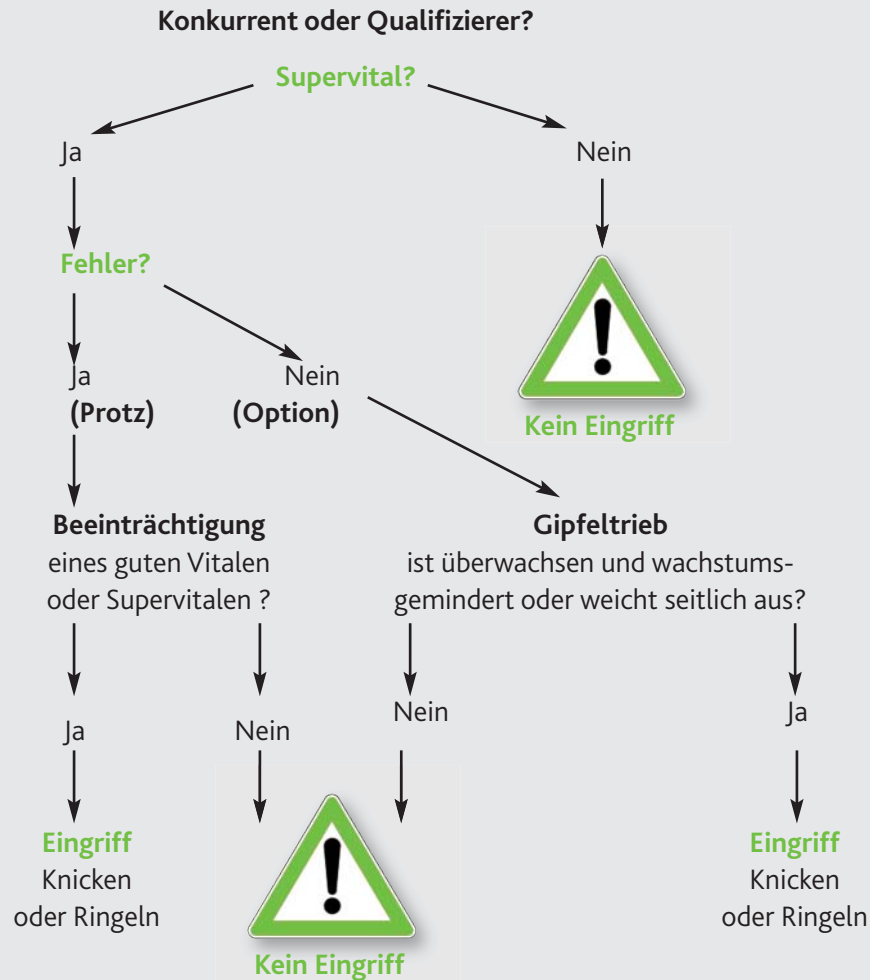 Konkurrent oder Qualifizierer?
Supervital?
Ja
Nein
Fehler?
Ja
(Protz)
Nein
(Option)
Kein Eingriff
Beeinträchtigung
eines guten Vitalen
oder Supervitalen ?
Gipfeltrieb
ist überwachsen und wachstums-
gemindert oder weicht seitlich aus?
Ja
Nein
Nein
Ja
Eingriff
Knicken
oder Ringeln
Kein Eingriff
Eingriff
Knicken
oder Ringeln